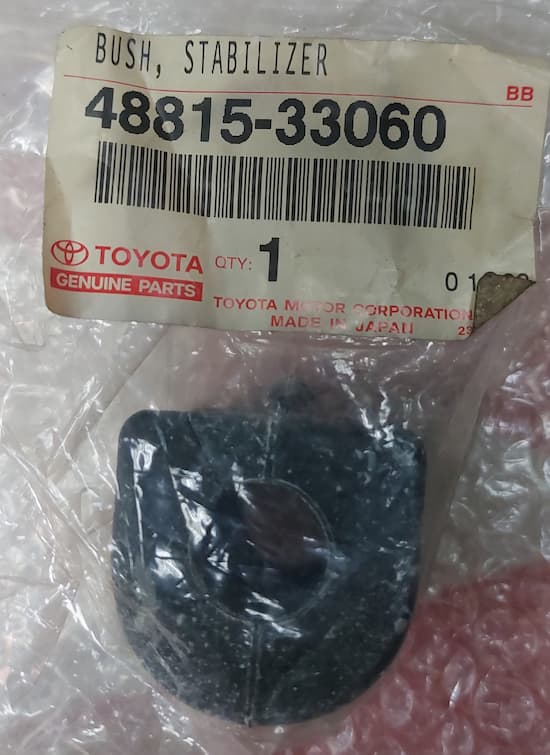 BUSH, STABILIZER
BB
48815-33060
TOYOTA
GENUINE PARTS
QTY: 1
TOYOTA MOTOR CORPORATION
MADE IN JAPAN